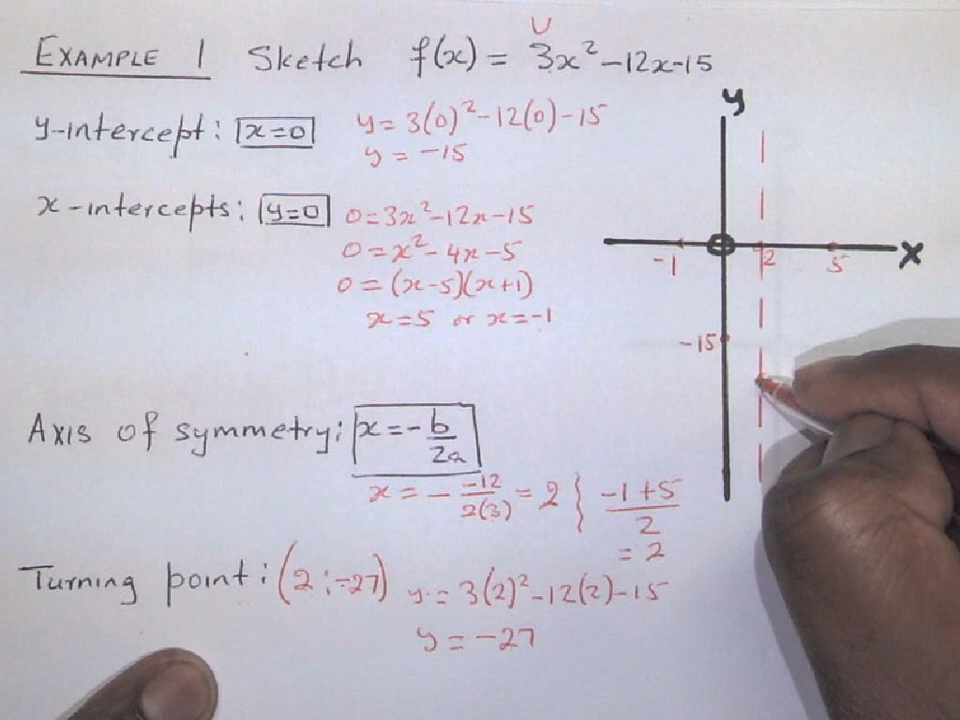 EXAMPLE 1 Sketch f(x) = 3x² - 12x - 15
∪
y-intercept: x=0 y = 3(0)² - 12(0) - 15
y = -15
x-intercepts: y=0 0 = 3x² - 12x - 15
0 = x² - 4x - 5
0 = (x-5)(x+1)
x = 5 or x = -1
Axis of symmetry: x = -b/2a
x = - -12/2(3) = 2 } -1+5/2
= 2
Turning point: (2; -27) y = 3(2)² - 12(2) - 15
y = -27
y
x
-1 2 5
-15